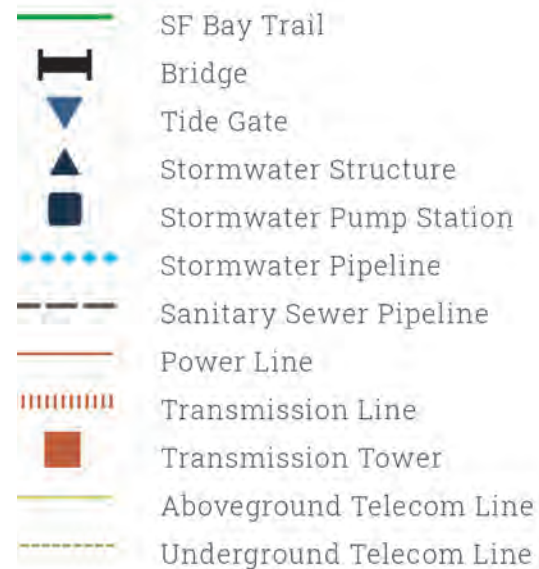 SF Bay Trail
Bridge
Tide Gate
Stormwater Structure
Stormwater Pump Station
Stormwater Pipeline
Sanitary Sewer Pipeline
Power Line
Transmission Line
Transmission Tower
Aboveground Telecom Line
Underground Telecom Line